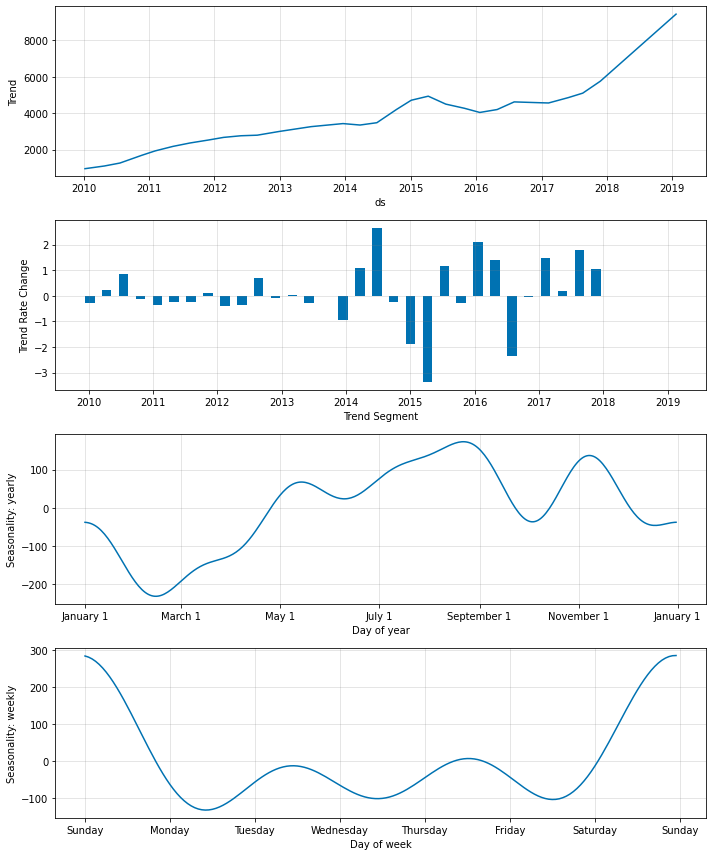 Trend
8000
6000
4000
2000
2010 2011 2012 2013 2014 2015 2016 2017 2018 2019
ds
Trend Rate Change
2
1
0
−1
−2
−3
2010 2011 2012 2013 2014 2015 2016 2017 2018 2019
Trend Segment
Seasonality: yearly
100
0
−100
−200
January 1 March 1 May 1 July 1 September 1 November 1 January 1
Day of year
Seasonality: weekly
300
200
100
0
−100
Sunday Monday Tuesday Wednesday Thursday Friday Saturday Sunday
Day of week